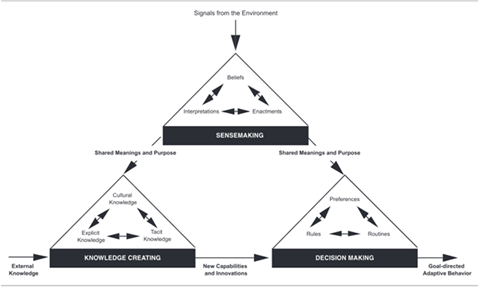 Signals from the Environment
Beliefs
Interpretations
Enactments
SENSEMAKING
Shared Meanings and Purpose
Shared Meanings and Purpose
Cultural
Knowledge
Explicit
Knowledge
Tacit
Knowledge
Preferences
Rules
Routines
KNOWLEDGE CREATING
DECISION MAKING
External
Knowledge
New Capabilities
and Innovations
Goal-directed
Adaptive Behavior